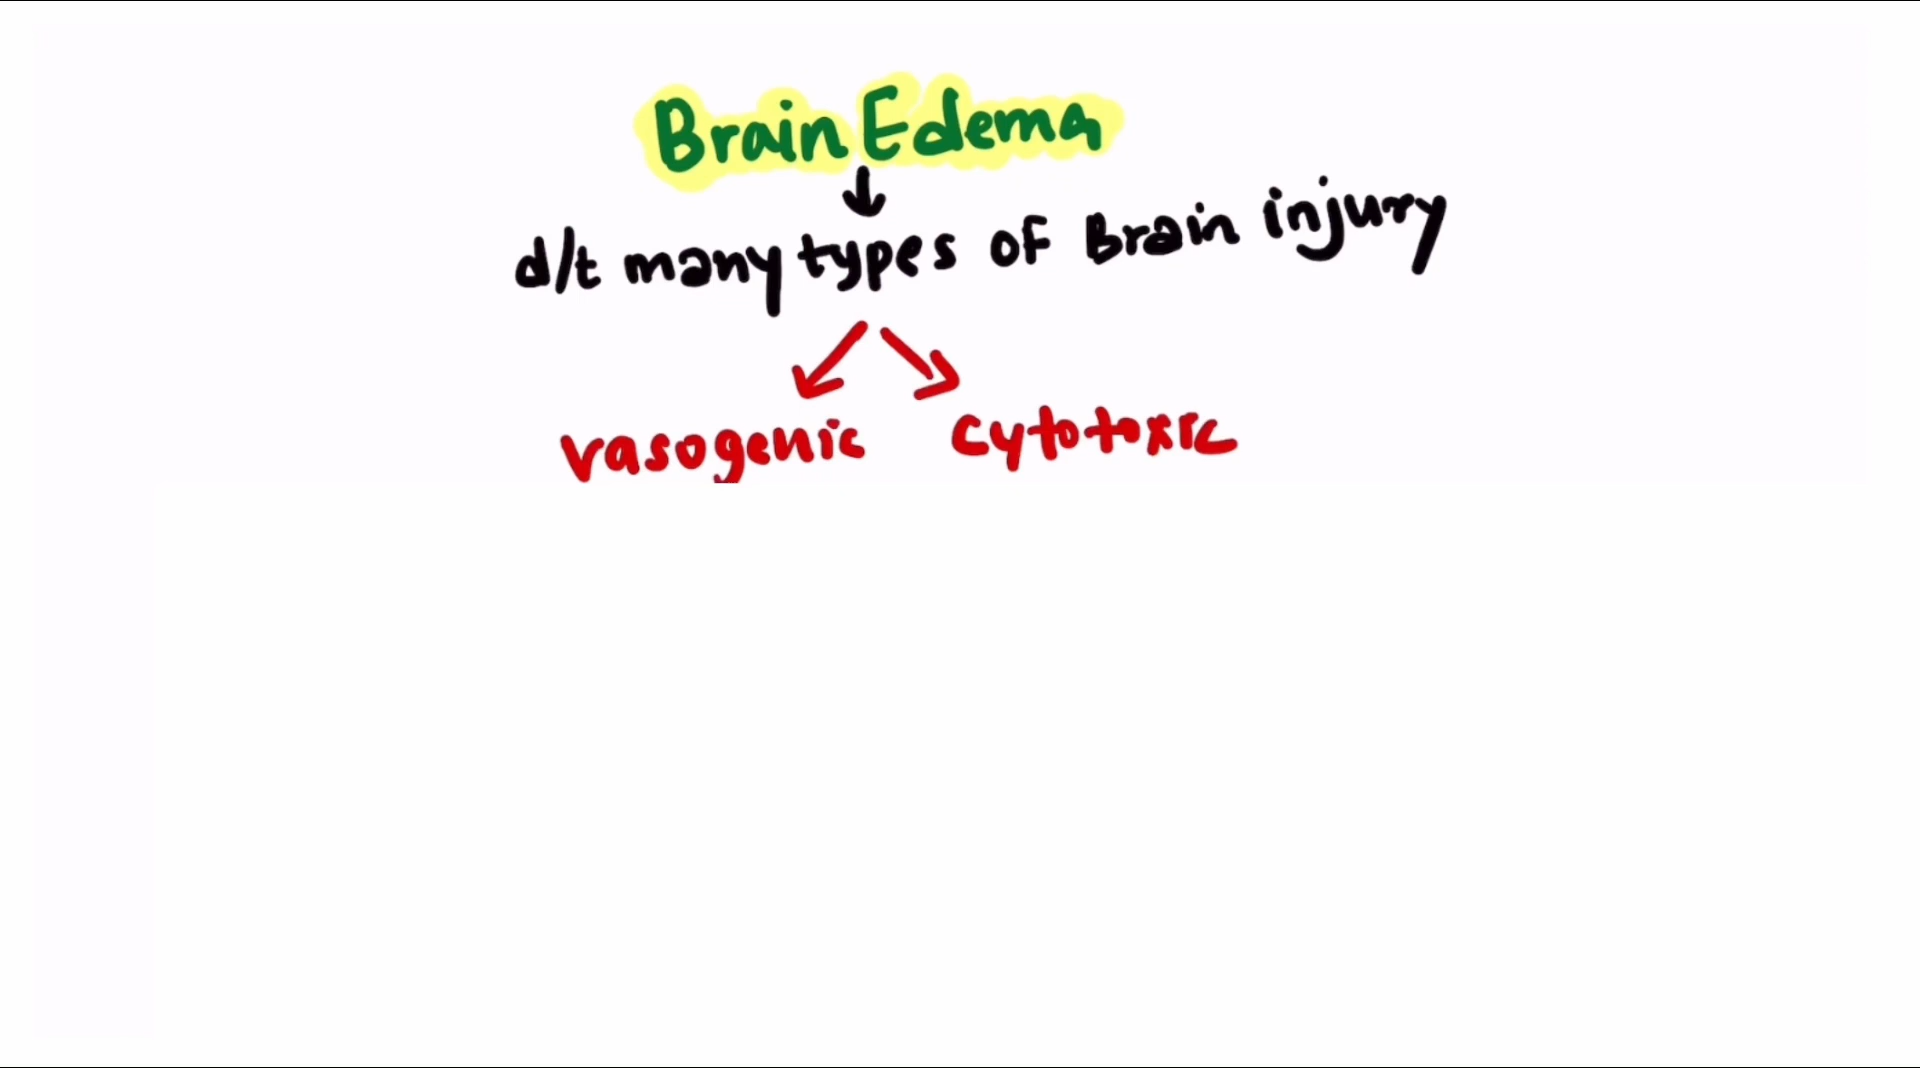 Brain Edema
↓
d/t many types of Brain injury
vasogenic cytotoxic